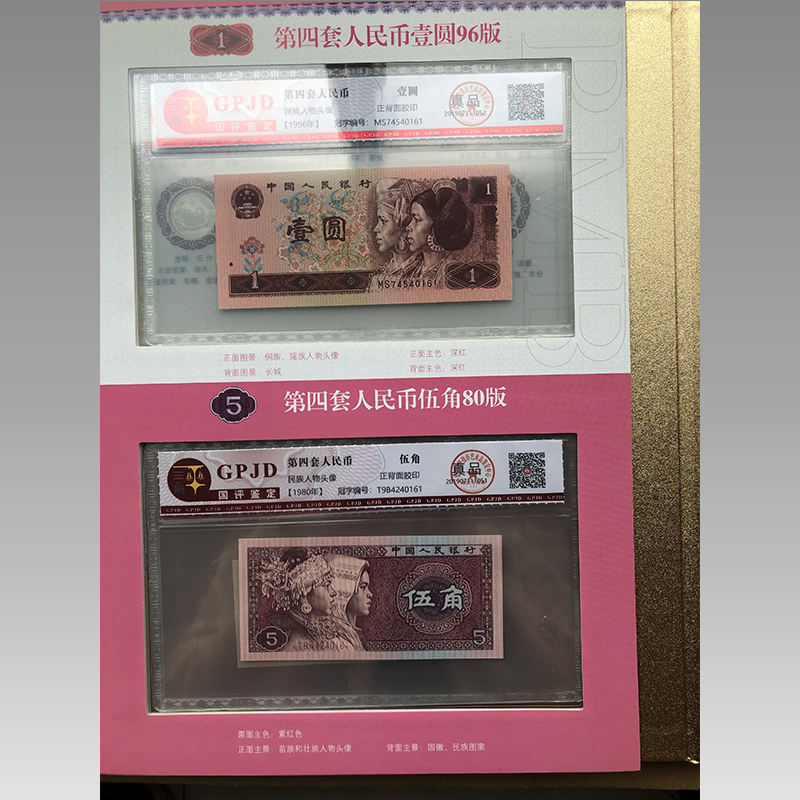 1
第四套人民币壹圆96版
GPJD
国评鉴定
第四套人民币 壹圆
民族人物头像 正背面胶印
【1996年】 冠字编号: MS74540161
真品
中国人民银行
1
壹圆
1
1
MS74540161
正面图景: 侗族、瑶族人物头像 正面主色: 深红
背面图景: 长城 背面主色: 深红
5
第四套人民币伍角80版
GPJD
国评鉴定
第四套人民币 伍角
民族人物头像 正背面胶印
【1980年】 冠字编号: T9B4240161
真品
中国人民银行
伍角
5
5
票面主色: 紫红色
正面主景: 苗族和壮族人物头像 背面主景: 国徽、民族图案